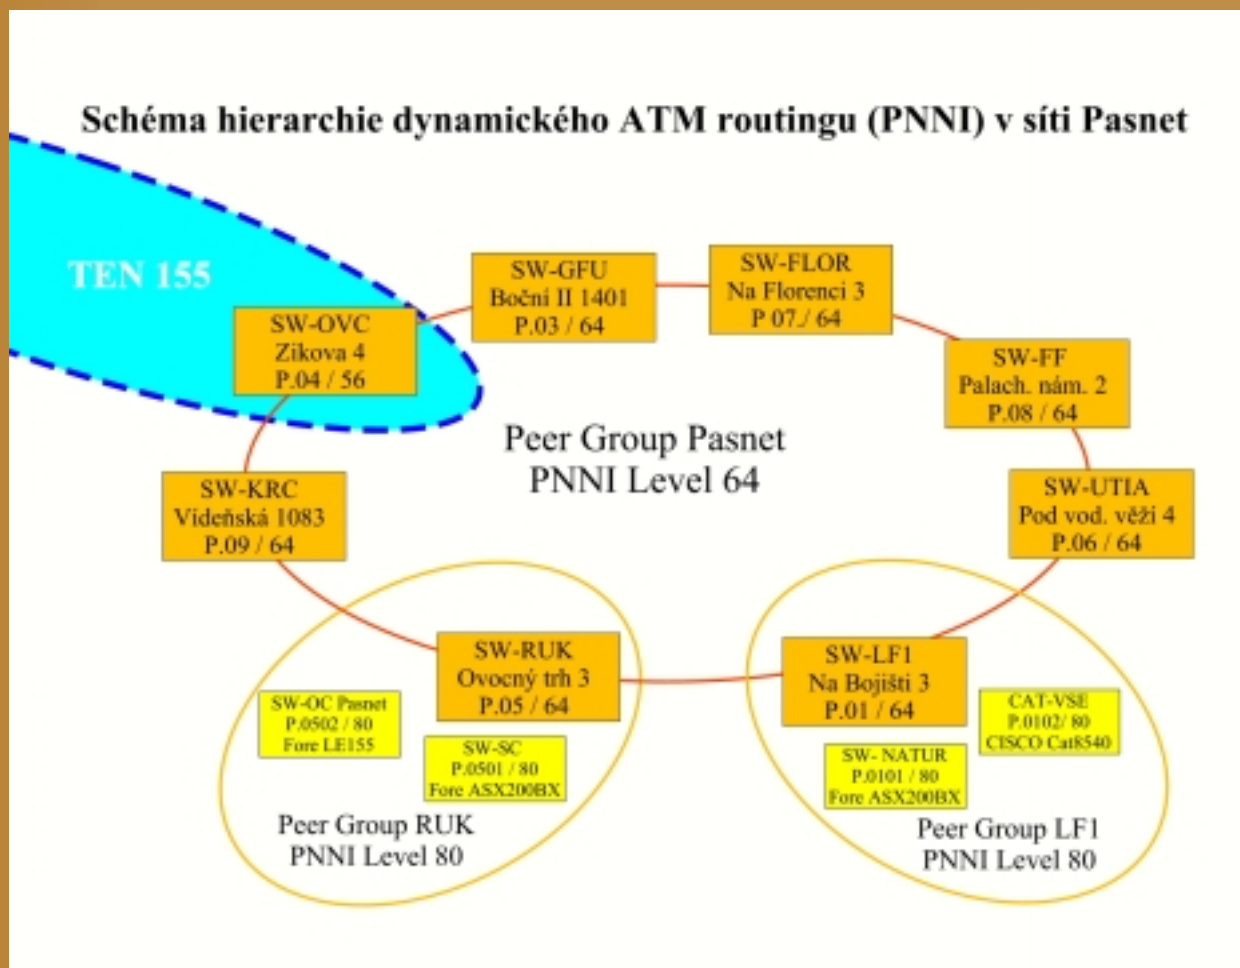 Schéma hierarchie dynamického ATM routingu (PNNI) v síti Pasnet
TEN 155
SW-GFU
Boční II 1401
P.03 / 64
SW-FLOR
Na Florenci 3
P 07./ 64
SW-OVC
Zikova 4
P.04 / 56
SW-FF
Palach. nám. 2
P.08 / 64
Peer Group Pasnet
PNNI Level 64
SW-KRC
Vídeňská 1083
P.09 / 64
SW-UTIA
Pod vod. věží 4
P.06 / 64
SW-RUK
Ovocný trh 3
P.05 / 64
SW-LF1
Na Bojišti 3
P.01 / 64
SW-OC Pasnet
P.0502 / 80
Fore LE155
SW-SC
P.0501 / 80
Fore ASX200BX
CAT-VSE
P.0102/ 80
CISCO Cat8540
SW- NATUR
P.0101 / 80
Fore ASX200BX
Peer Group RUK
PNNI Level 80
Peer Group LF1
PNNI Level 80